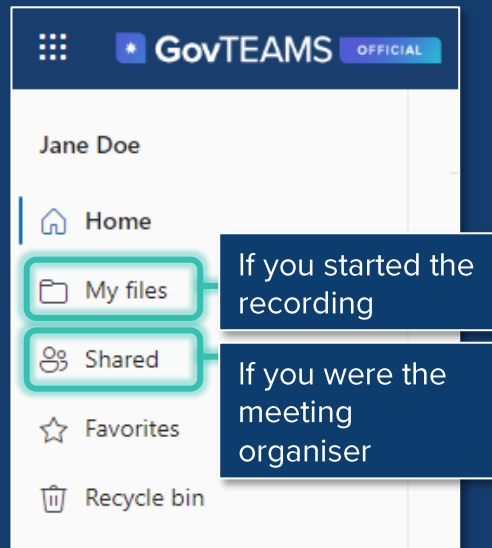 GovTEAMS OFFICIAL
Jane Doe
Home
My files
If you started the
recording
Shared
If you were the
meeting
organiser
Favorites
Recycle bin